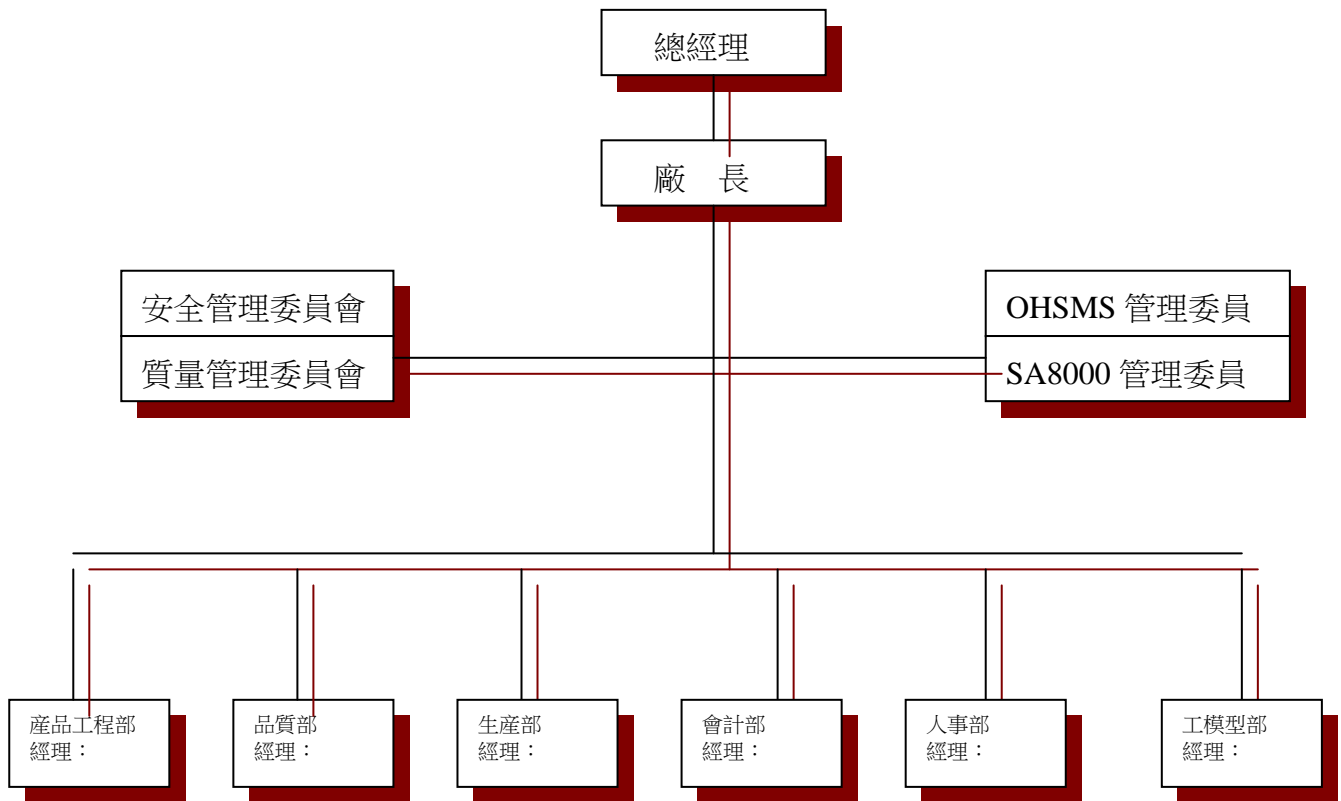 總經理
廠 長
安全管理委員會
質量管理委員會
OHSMS 管理委員
SA8000 管理委員
産品工程部
經理：
品質部
經理：
生産部
經理：
會計部
經理：
人事部
經理：
工模型部
經理：